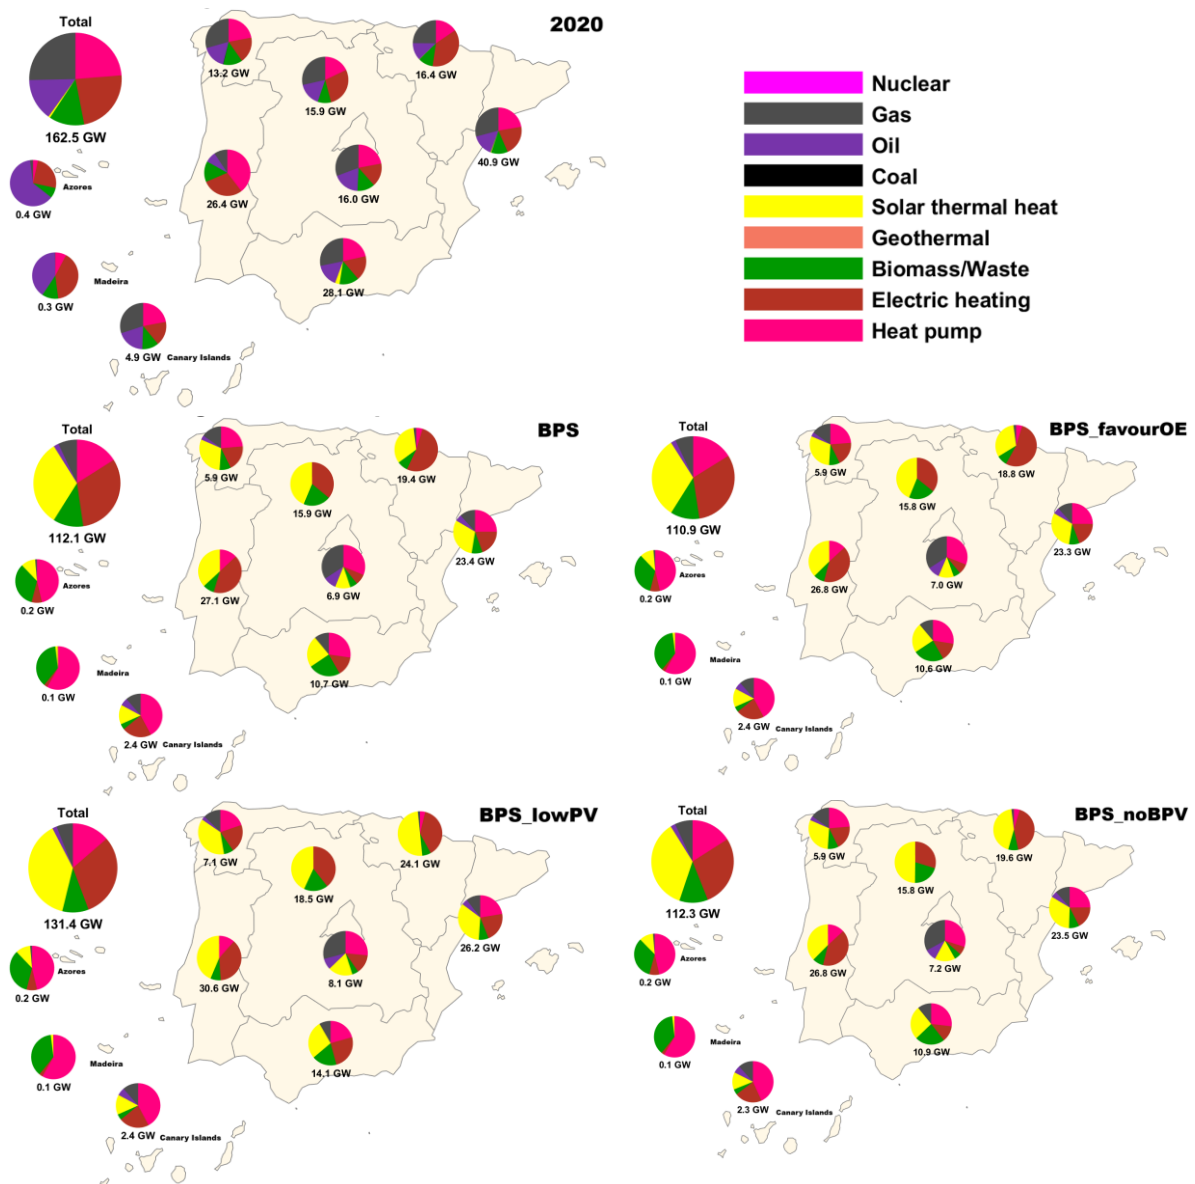 2020
Total
162.5 GW
13.2 GW
15.9 GW
16.4 GW
40.9 GW
26.4 GW
16.0 GW
28.1 GW
Azores
0.4 GW
Madeira
0.3 GW
4.9 GW
Canary Islands
Nuclear
Gas
Oil
Coal
Solar thermal heat
Geothermal
Biomass/Waste
Electric heating
Heat pump
BPS
Total
112.1 GW
5.9 GW
15.9 GW
19.4 GW
23.4 GW
27.1 GW
6.9 GW
10.7 GW
Azores
0.2 GW
Madeira
0.1 GW
2.4 GW
Canary Islands
BPS_favourOE
Total
110.9 GW
5.9 GW
15.8 GW
18.8 GW
23.3 GW
26.8 GW
7.0 GW
10.6 GW
Azores
0.2 GW
Madeira
0.1 GW
2.4 GW
Canary Islands
BPS_lowPV
Total
131.4 GW
7.1 GW
18.5 GW
24.1 GW
26.2 GW
30.6 GW
8.1 GW
14.1 GW
Azores
0.2 GW
Madeira
0.1 GW
2.4 GW
Canary Islands
BPS_noBPV
Total
112.3 GW
5.9 GW
15.8 GW
19.6 GW
23.5 GW
26.8 GW
7.2 GW
10.9 GW
Azores
0.2 GW
Madeira
0.1 GW
2.3 GW
Canary Islands